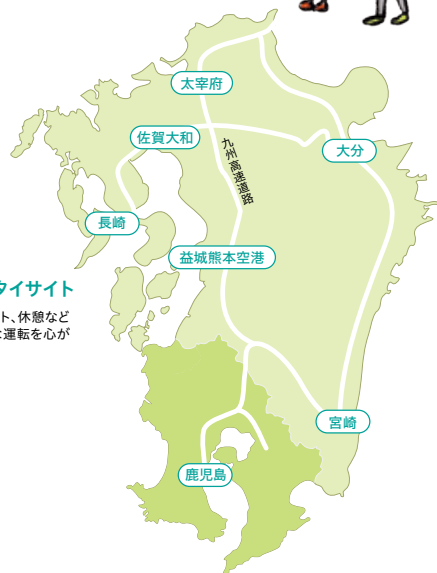 太宰府
佐賀大和
九州高速道路
大分
長崎
益城熊本空港
タイサイト
ト、休憩など
運転を心が
宮崎
鹿児島